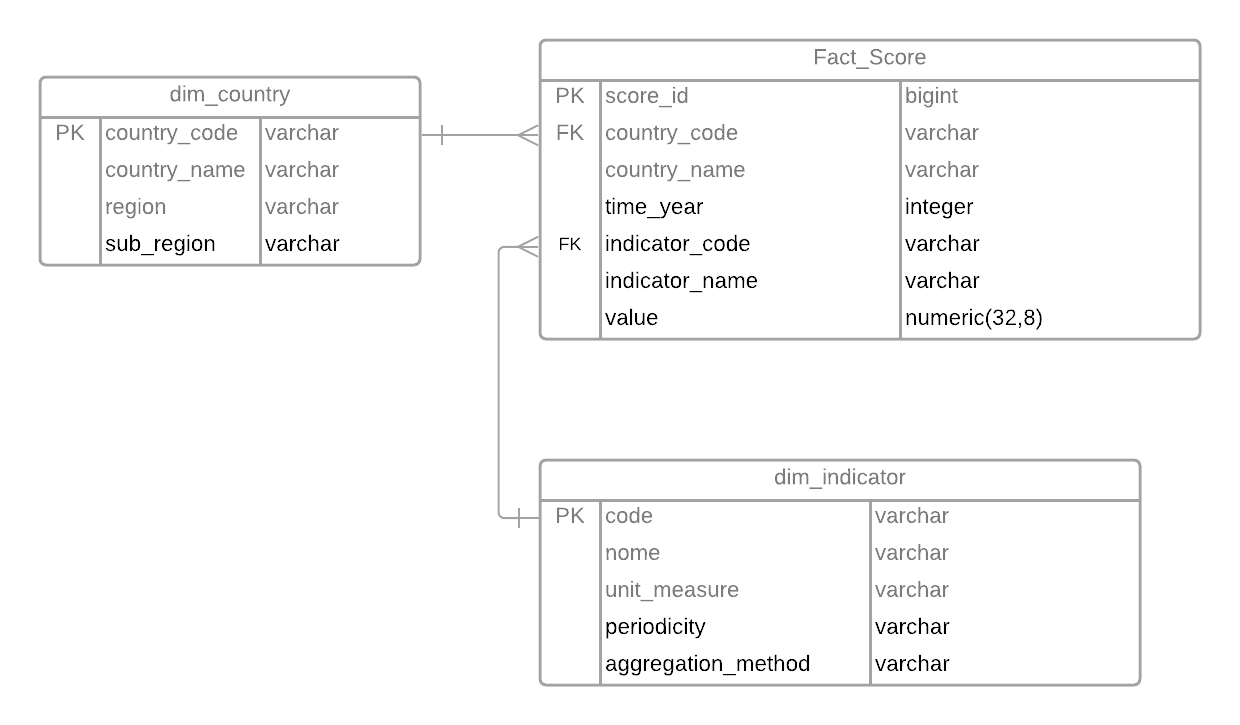 dim_country
PK country_code varchar
country_name varchar
region varchar
sub_region varchar
Fact_Score
PK score_id bigint
FK country_code varchar
country_name varchar
time_year integer
FK indicator_code varchar
indicator_name varchar
value numeric(32,8)
dim_indicator
PK code varchar
nome varchar
unit_measure varchar
periodicity varchar
aggregation_method varchar